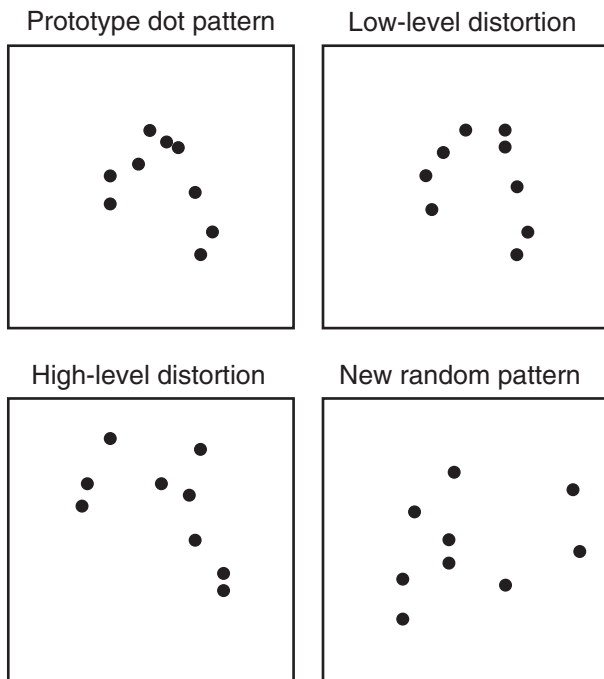 Prototype dot pattern
Low-level distortion
High-level distortion
New random pattern